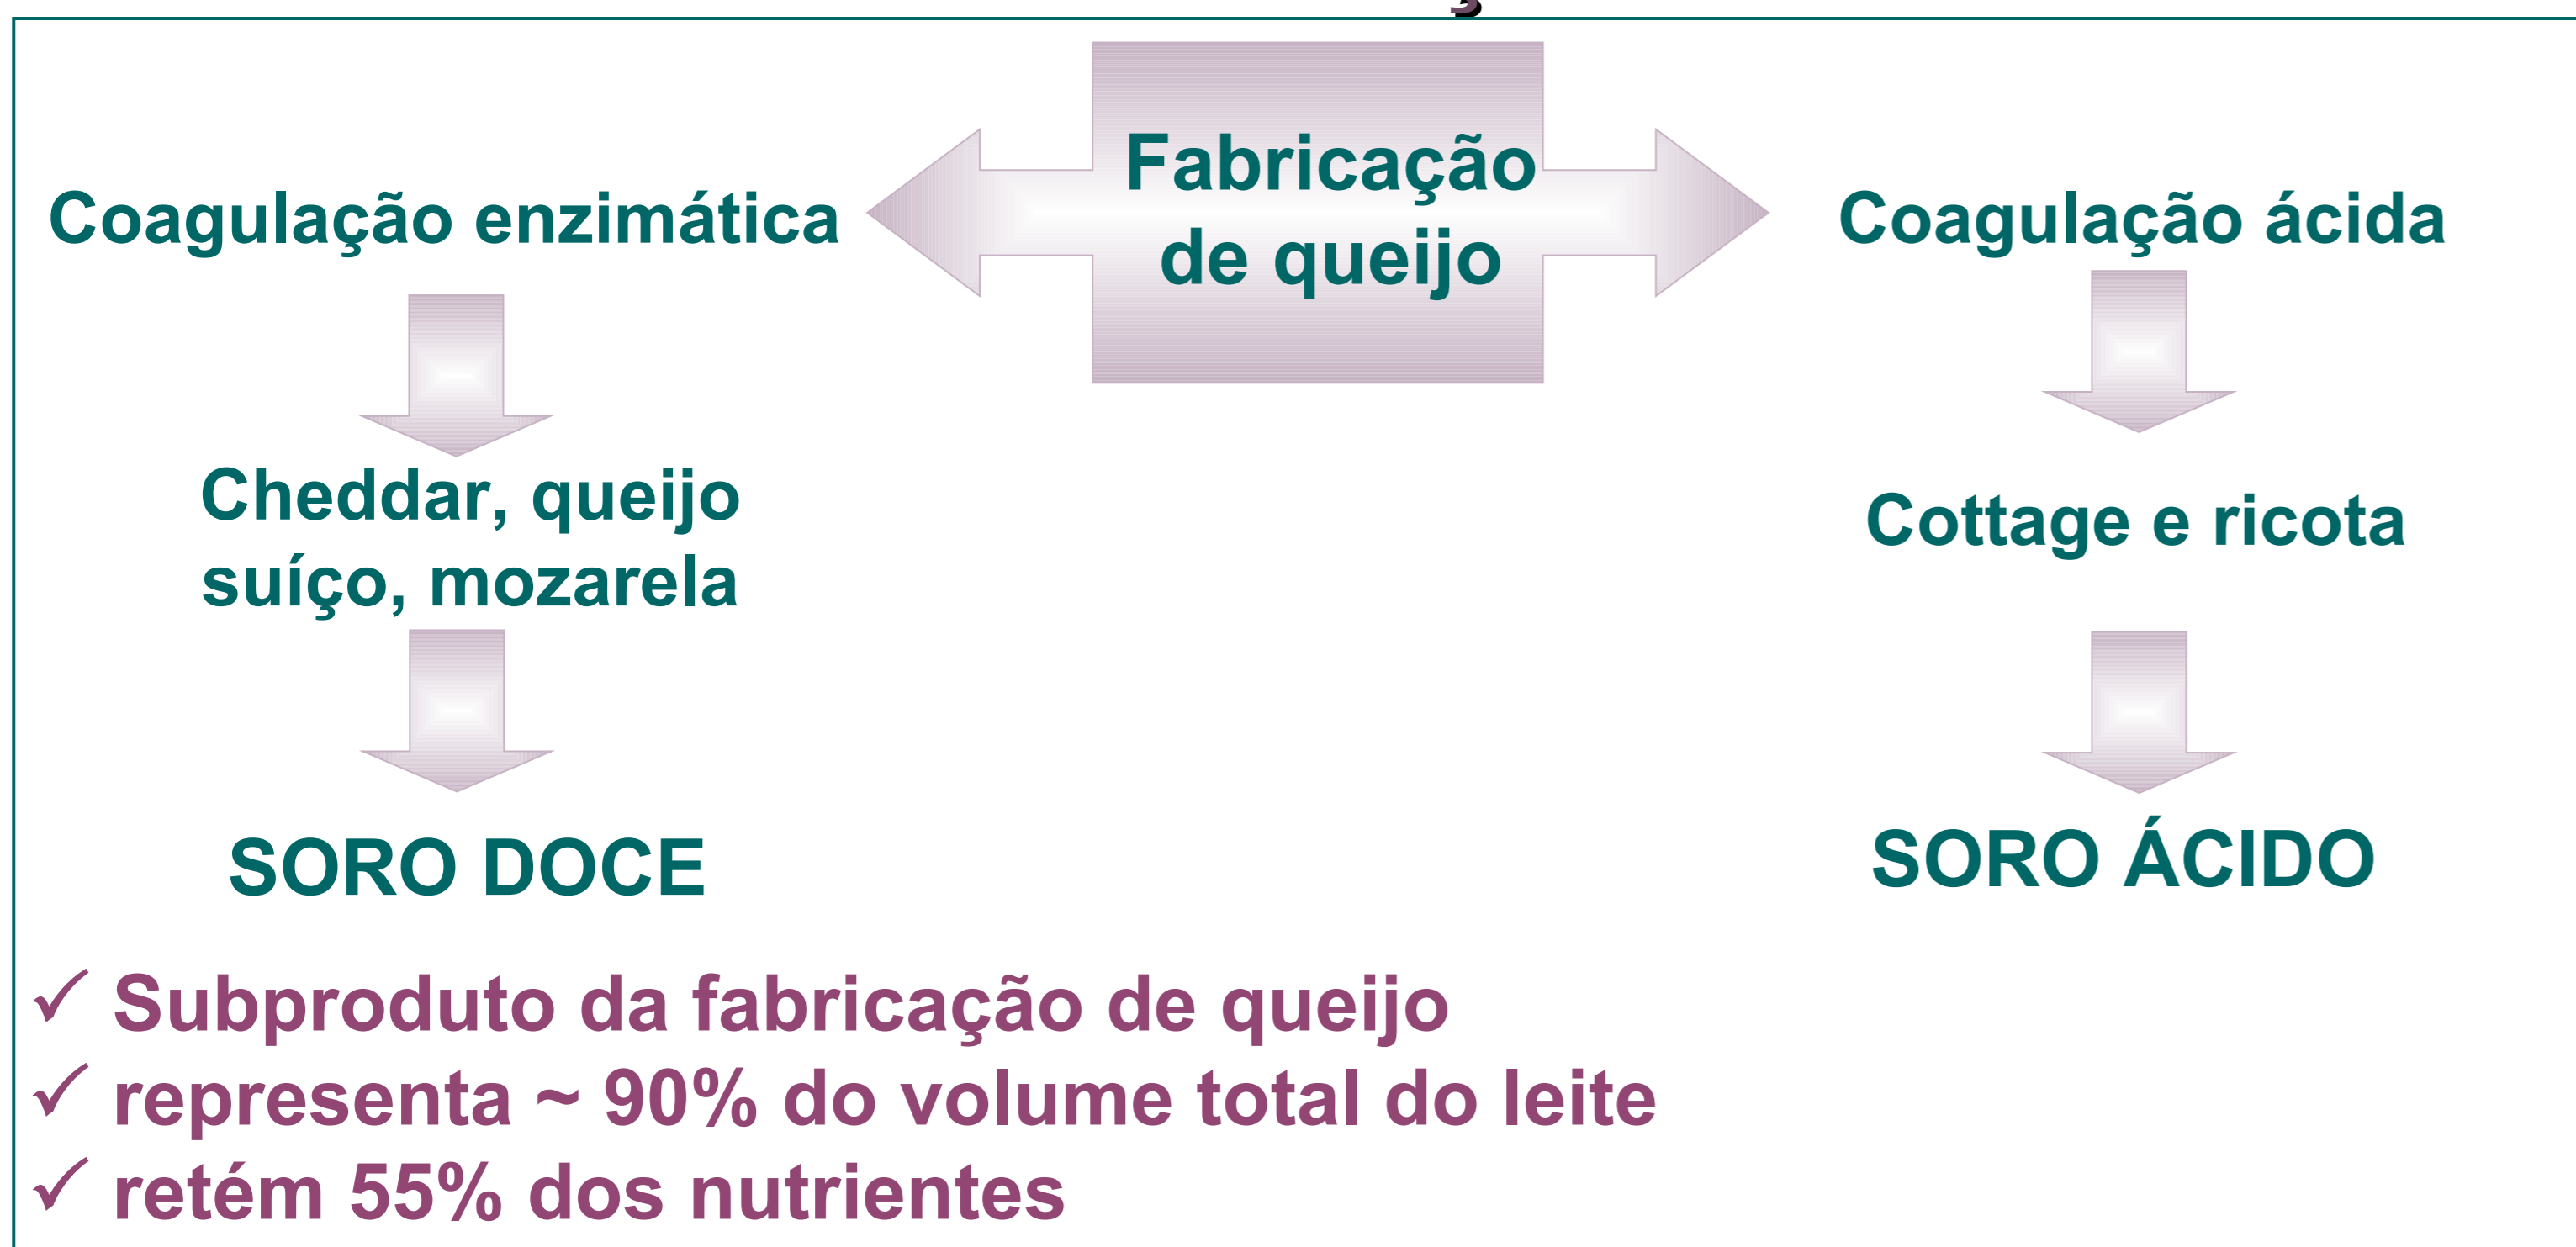 Fabricação
de queijo
Coagulação enzimática
Coagulação ácida
Cheddar, queijo
suíço, mozarela
Cottage e ricota
SORO DOCE
SORO ÁCIDO
✓ Subproduto da fabricação de queijo
✓ representa ~ 90% do volume total do leite
✓ retém 55% dos nutrientes